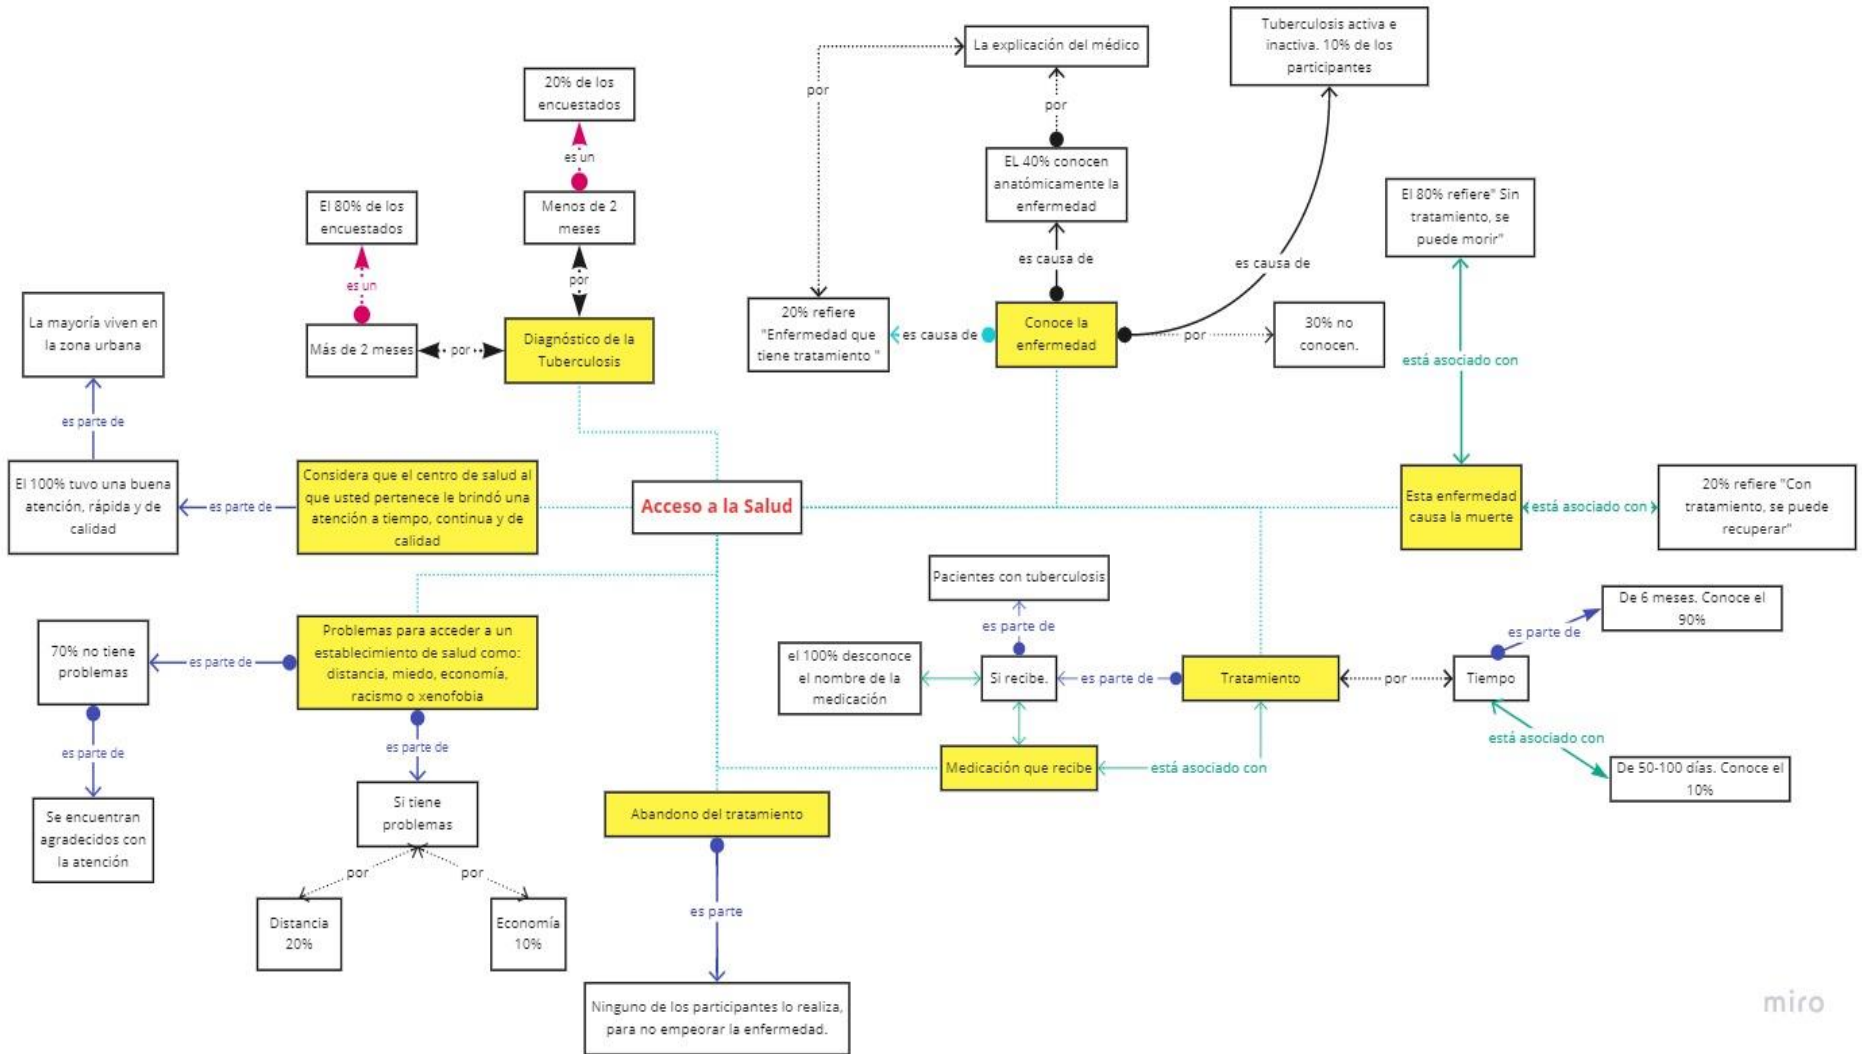 Tuberculosis activa e
inactiva. 10% de los
participantes
La explicación del médico
por
por
20% de los
encuestados
es un
EL 40% conocen
anatómicamente la
enfermedad
El 80% refiere" Sin
tratamiento, se
puede morir"
El 80% de los
encuestados
Menos de 2
meses
es un
por
es causa de
es causa de
La mayoría viven en
la zona urbana
Más de 2 meses
por
Diagnóstico de la
Tuberculosis
20% refiere
"Enfermedad que
tiene tratamiento "
es causa de
Conoce la
enfermedad
por
30% no
conocen.
está asociado con
es parte de
El 100% tuvo una buena
atención, rápida y de
calidad
es parte de
Considera que el centro de salud al
que usted pertenece le brindó una
atención a tiempo, continua y de
calidad
Acceso a la Salud
Esta enfermedad
causa la muerte
está asociado con
20% refiere "Con
tratamiento, se puede
recuperar"
Pacientes con tuberculosis
es parte de
De 6 meses. Conoce el
90%
es parte de
70% no tiene
problemas
es parte de
Problemas para acceder a un
establecimiento de salud como:
distancia, miedo, economía,
racismo o xenofobia
el 100% desconoce
el nombre de la
medicación
Si recibe.
es parte de
Tratamiento
por
Tiempo
es parte de
es parte de
está asociado con
Medicación que recibe
está asociado con
De 50-100 días. Conoce el
10%
Se encuentran
agradecidos con
la atención
Si tiene
problemas
Abandono del tratamiento
por
por
Distancia
20%
Economía
10%
es parte
Ninguno de los participantes lo realiza,
para no empeorar la enfermedad.
miro